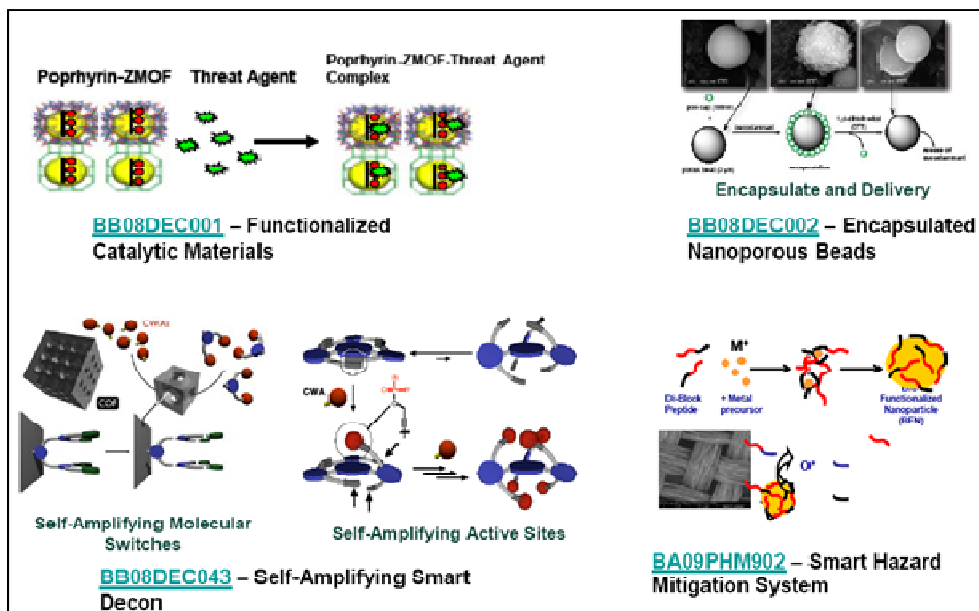 Poprhyrin-ZMOF
Threat Agent
Poprhyrin-ZMOF-Threat Agent
Complex
BB08DEC001 – Functionalized
Catalytic Materials
Encapsulate and Delivery
BB08DEC002 – Encapsulated
Nanoporous Beads
CWAs
COF
Self-Amplifying Molecular
Switches
CWA
Self-Amplifying Active Sites
BB08DEC043 – Self-Amplifying Smart
Decon
M⁺
Di-Block
Peptide
+ Metal
precursor
Functionalized
Nanoparticle
O*
BA09PHM902 – Smart Hazard
Mitigation System